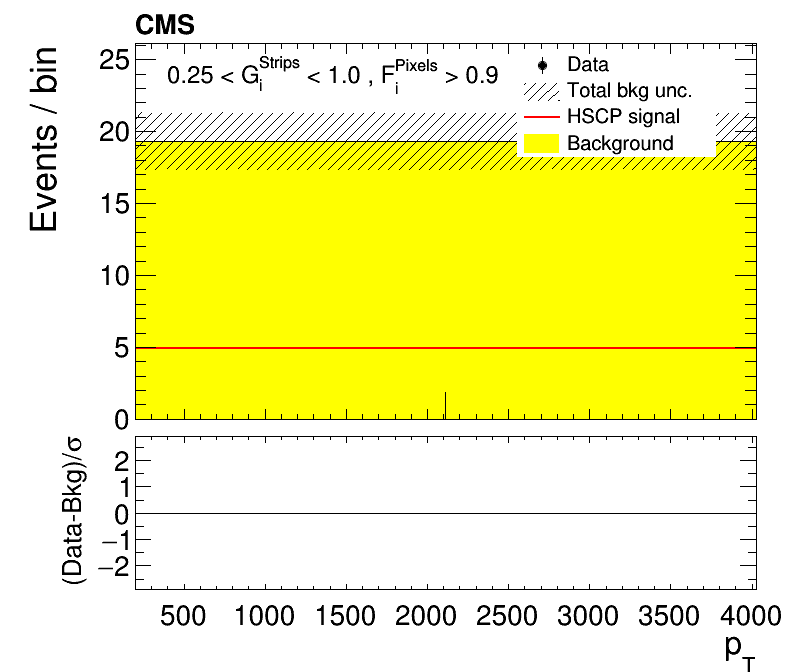 CMS
0.25 < G_i^Strips < 1.0 , F_i^Pixels > 0.9
Data
Total bkg unc.
HSCP signal
Background
Events / bin
25
20
15
10
5
0
(Data-Bkg)/σ
2
1
0
−1
−2
500 1000 1500 2000 2500 3000 3500 4000
p_T